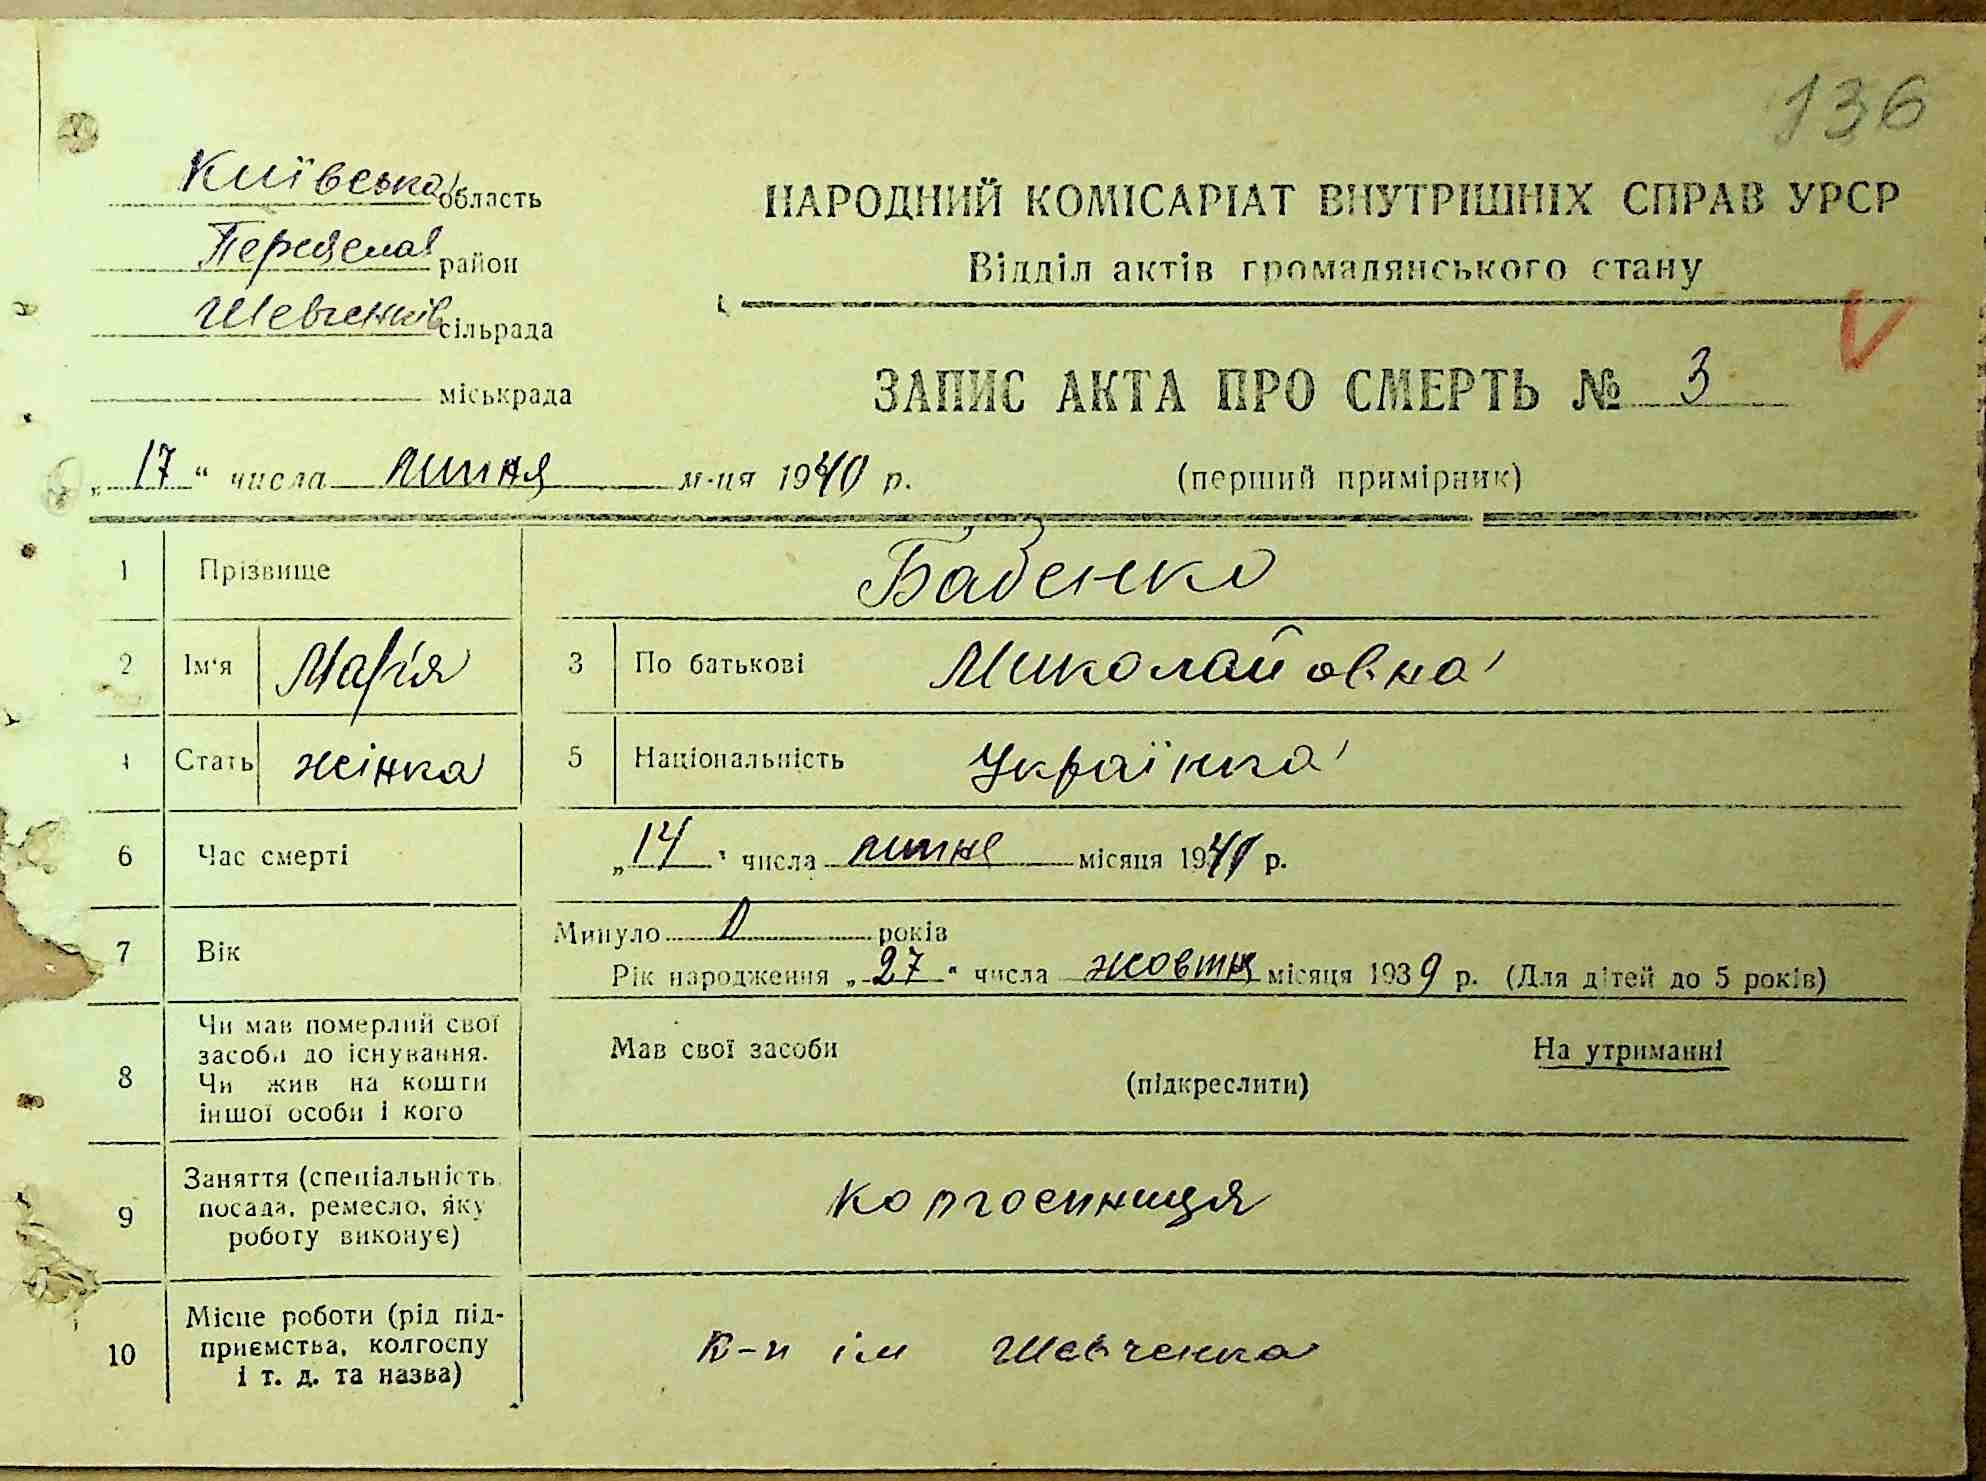 136
Київська область
Переяслав район
Шевченків сільрада
міськрада
НАРОДНИЙ КОМІСАРІАТ ВНУТРІШНІХ СПРАВ УРСР
Відділ актів громадянського стану
ЗАПИС АКТА ПРО СМЕРТЬ № 3
„17“ числа липня м-ця 1940 р.
(перший примірник)
1 Прізвище Бабенко
2 Ім'я Марія 3 По батькові Миколайовна
4 Стать жінка 5 Національність Українка
6 Час смерті „14“ числа липня місяця 1940 р.
7 Вік Минуло 0 років
Рік народження „27“ числа жовтня місяця 1939 р. (Для дітей до 5 років)
8 Чи мав померлий свої
засоби до існування.
Чи жив на кошти
іншої особи і кого
Мав свої засоби
(підкреслити)
На утриманні
9 Заняття (спеціальність,
посада, ремесло, яку
роботу виконує)
колгоспниця
10 Місце роботи (рід під-
приємства, колгоспу
і т. д. та назва)
к-п ім Шевченка